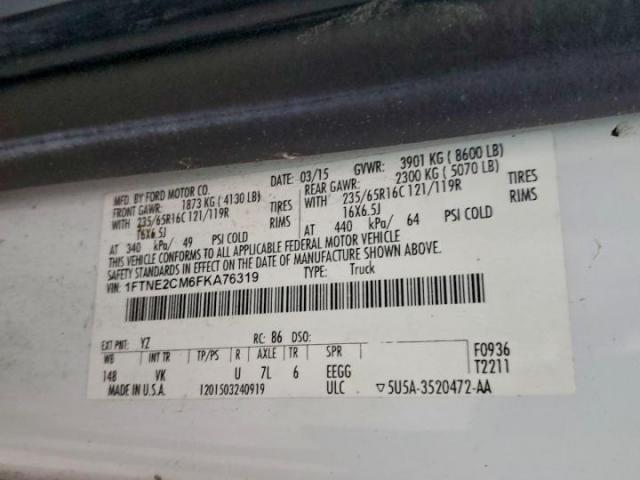 MFD. BY FORD MOTOR CO.
DATE: 03/15 GVWR: 3901 KG ( 8600 LB)
FRONT GAWR: 1873 KG ( 4130 LB) REAR GAWR: 2300 KG ( 5070 LB)
WITH 235/65R16C 121/119R TIRES WITH 235/65R16C 121/119R TIRES
16X6.5J RIMS 16X6.5J RIMS
AT 340 kPa/ 49 PSI COLD AT 440 kPa/ 64 PSI COLD
THIS VEHICLE CONFORMS TO ALL APPLICABLE FEDERAL MOTOR VEHICLE
SAFETY STANDARDS IN EFFECT ON THE DATE OF MANUFACTURE SHOWN ABOVE.
VIN: 1FTNE2CM6FKA76319 TYPE: Truck
EXT PNT: YZ RC: 86 DSO: F0936
WB INT TR TP/PS R AXLE TR SPR T2211
148 VK U 7L 6 EEGG
MADE IN U.S.A. 1201503240919 ULC ▽5U5A-3520472-AA